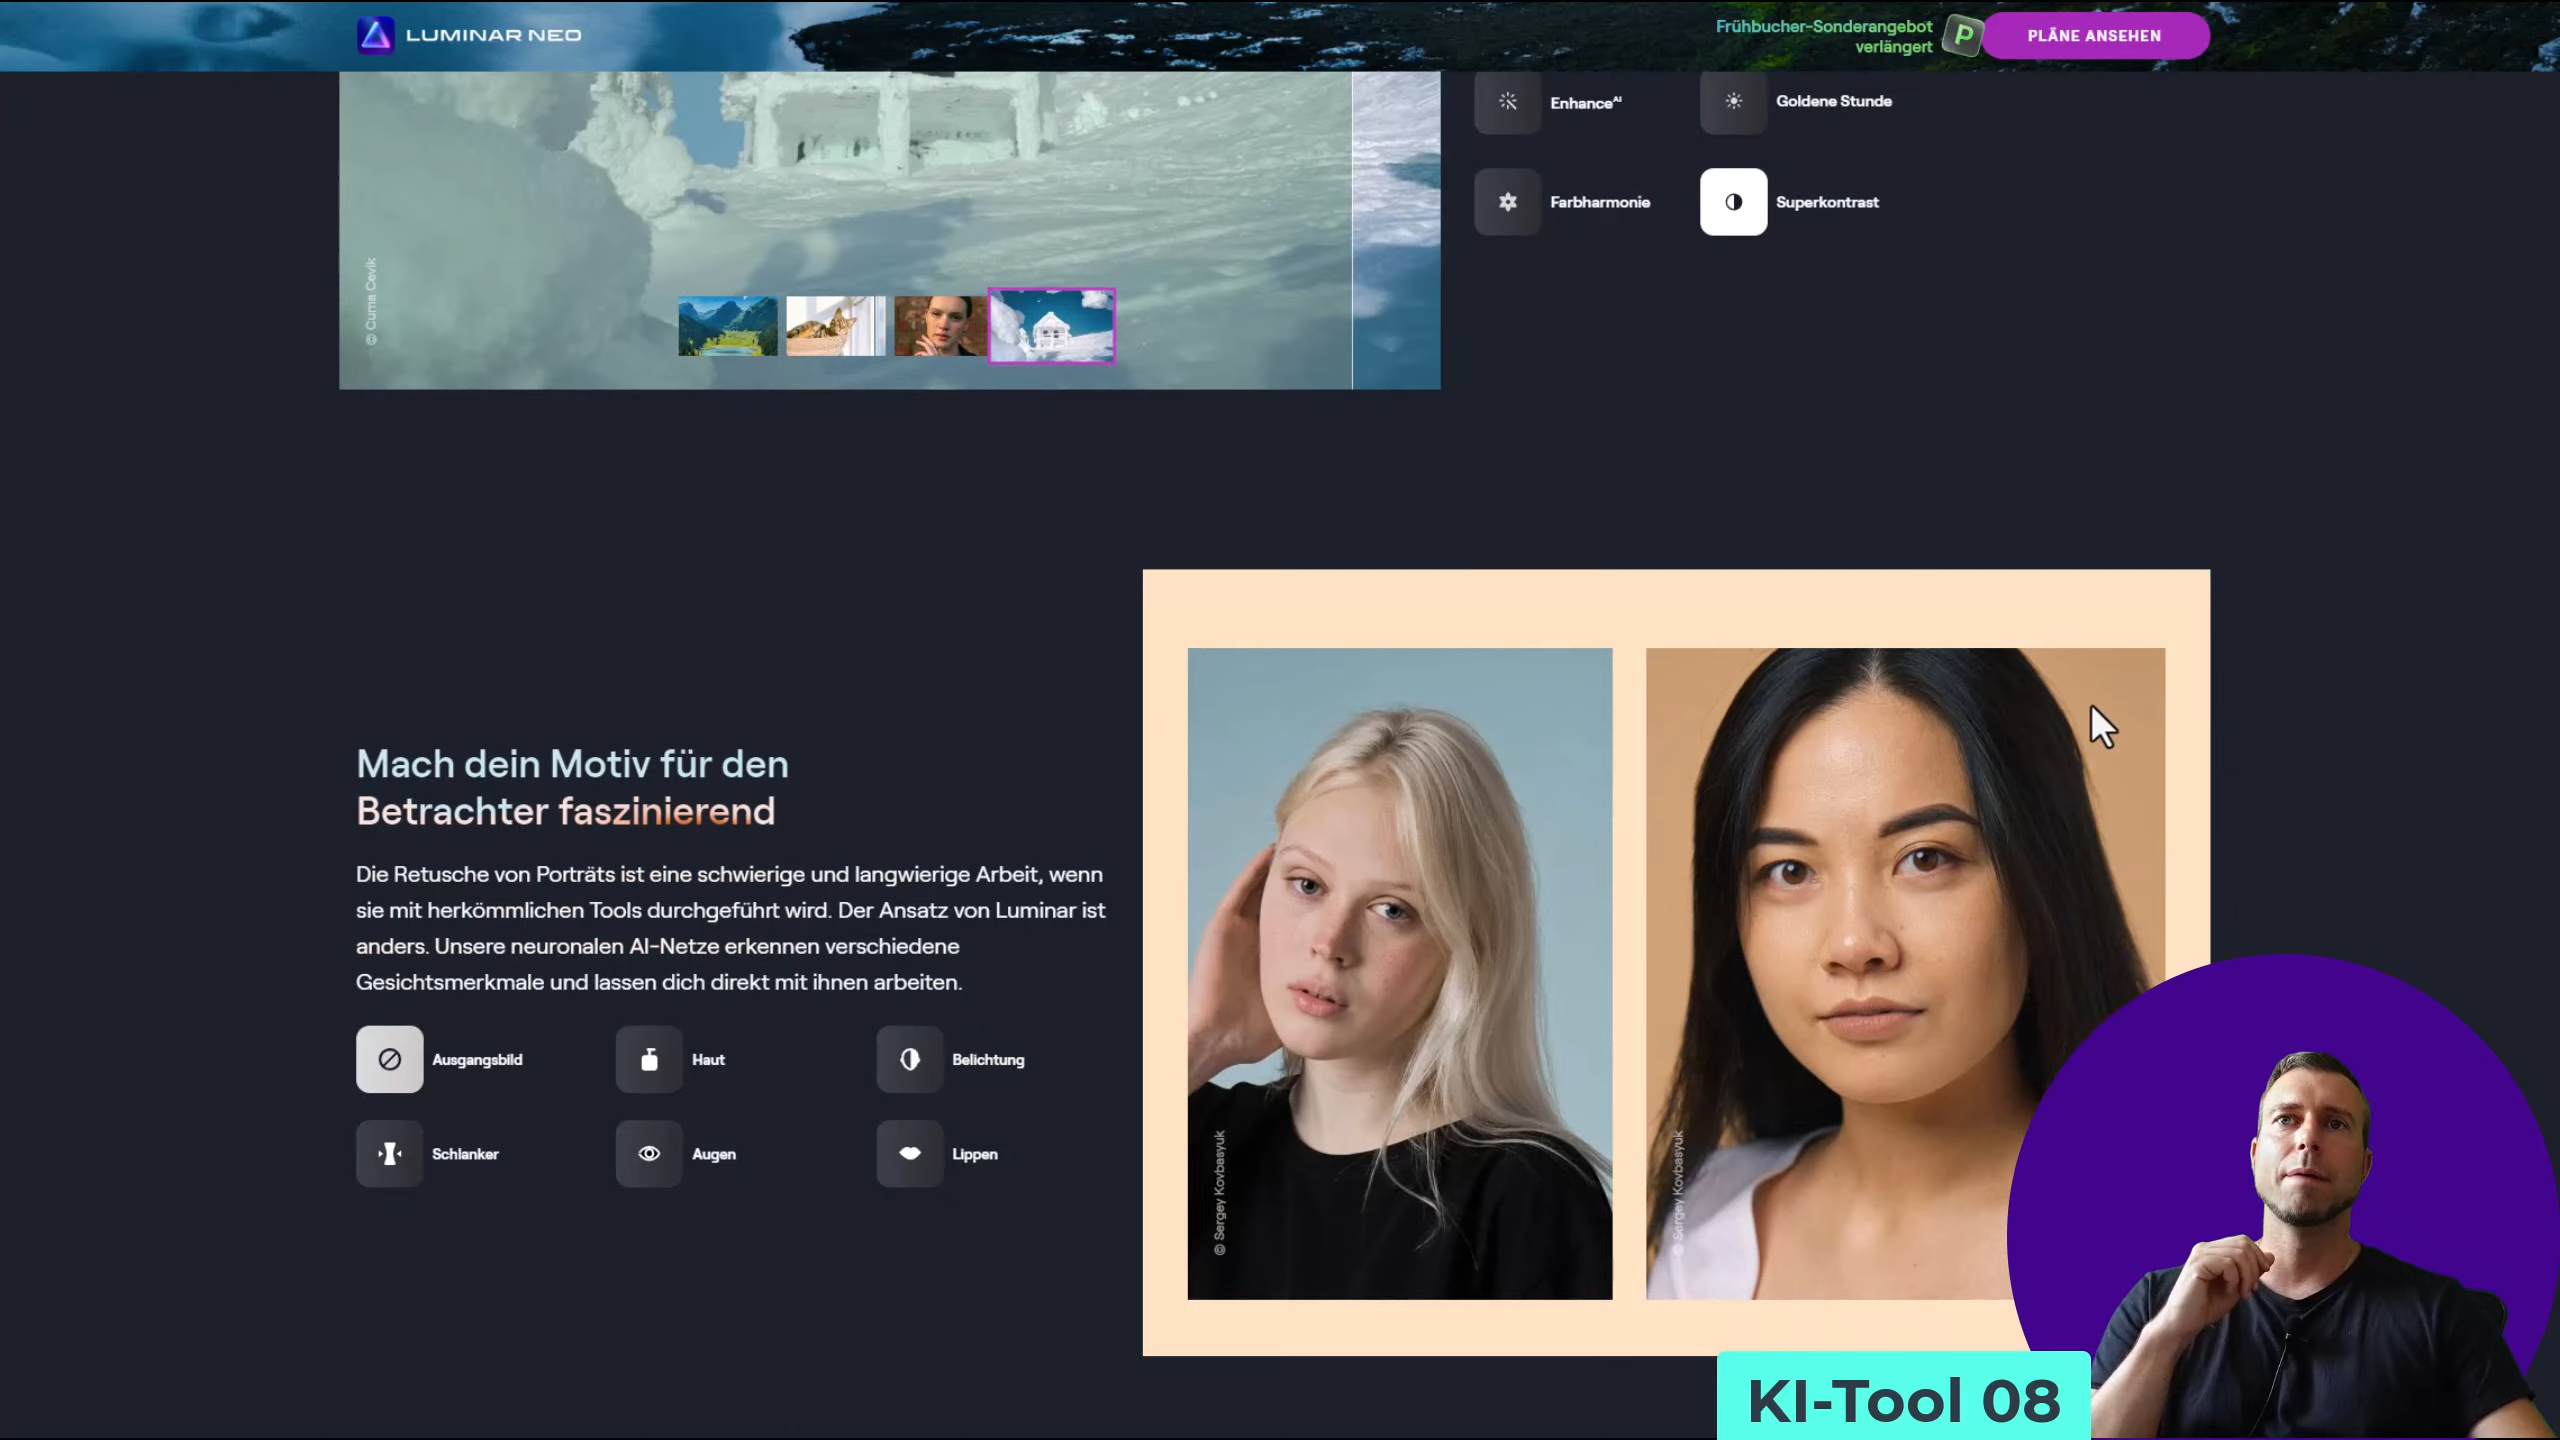 LUMINAR NEO
Frühbucher-Sonderangebot
verlängert
P
PLÄNE ANSEHEN
Enhance^AI
Goldene Stunde
Farbharmonie
Superkontrast
© Cuma Cevik
Mach dein Motiv für den
Betrachter faszinierend
Die Retusche von Porträts ist eine schwierige und langwierige Arbeit, wenn
sie mit herkömmlichen Tools durchgeführt wird. Der Ansatz von Luminar ist
anders. Unsere neuronalen AI-Netze erkennen verschiedene
Gesichtsmerkmale und lassen dich direkt mit ihnen arbeiten.
Ausgangsbild
Haut
Belichtung
Schlanker
Augen
Lippen
© Sergey Kovbasyuk
© Sergey Kovbasyuk
KI-Tool 08